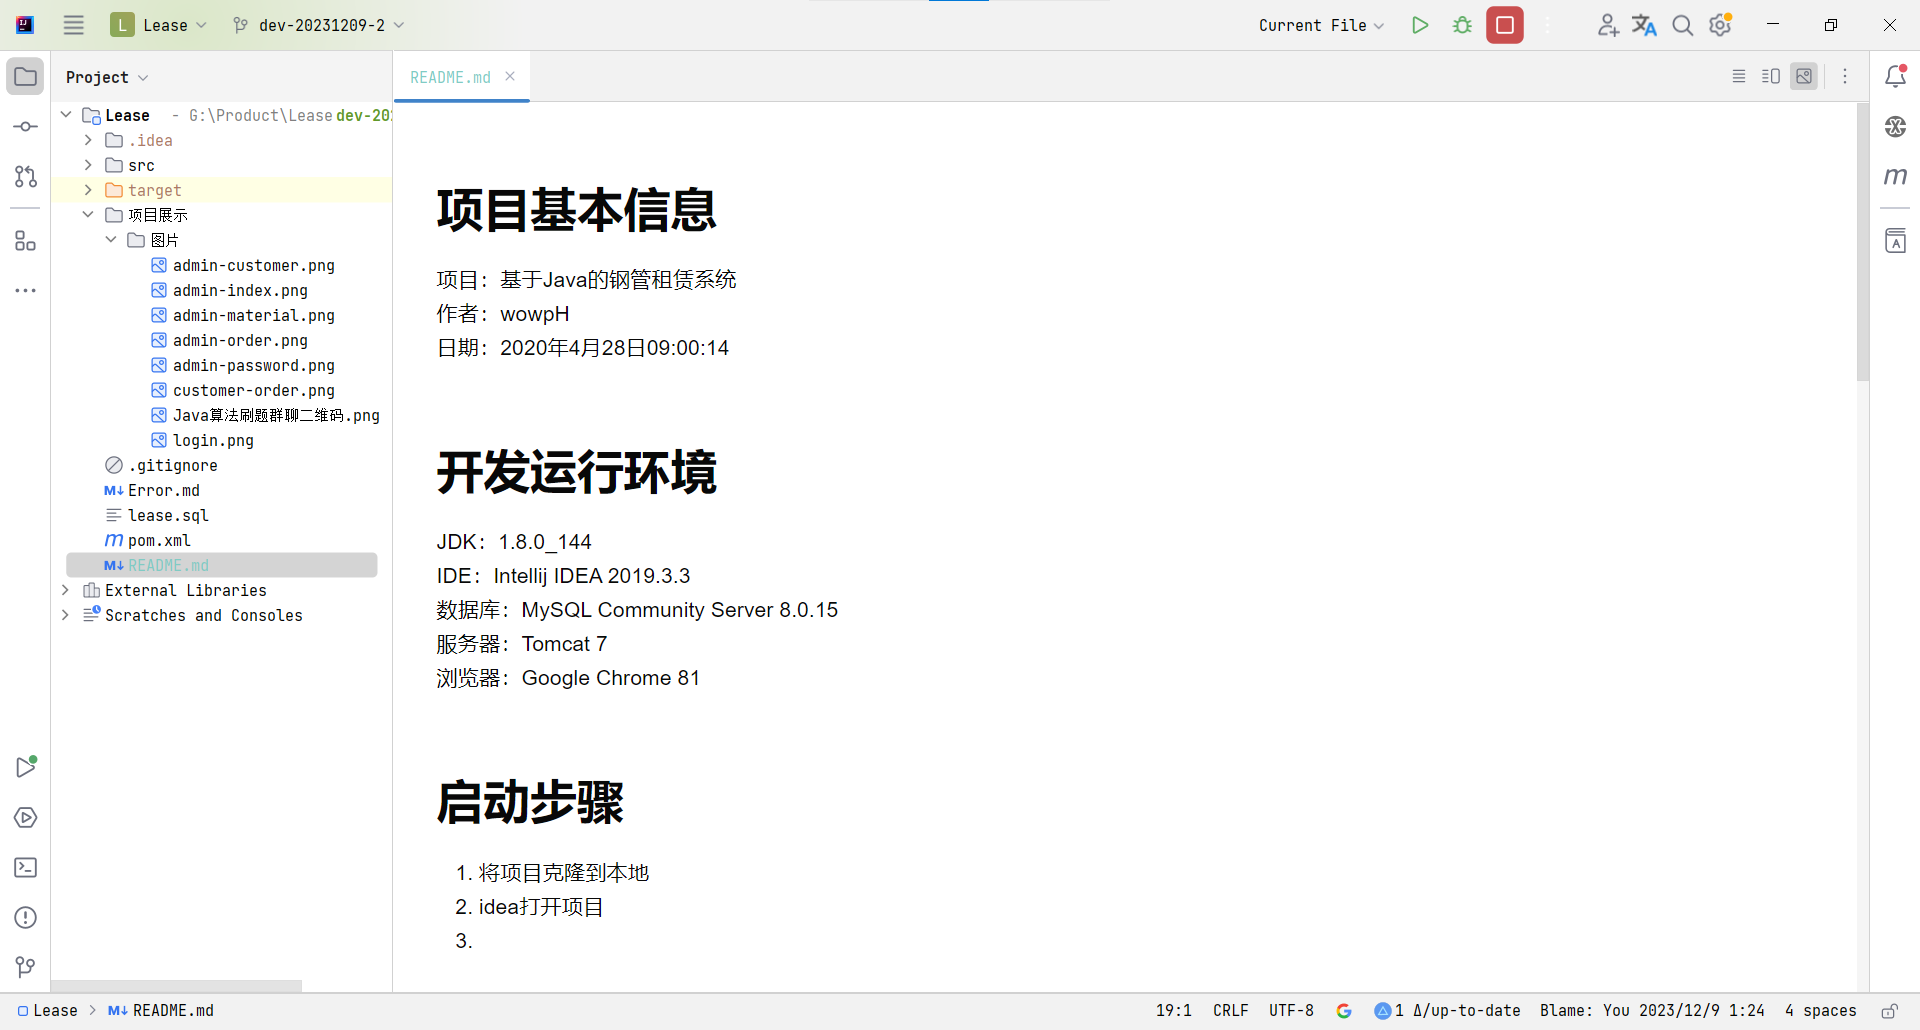 L Lease dev-20231209-2 Current File
Project
README.md
Lease - G:\Product\Lease dev-20
.idea
src
target
项目展示
图片
admin-customer.png
admin-index.png
admin-material.png
admin-order.png
admin-password.png
customer-order.png
Java算法刷题群聊二维码.png
login.png
.gitignore
Error.md
lease.sql
pom.xml
README.md
External Libraries
Scratches and Consoles
项目基本信息
项目：基于Java的钢管租赁系统
作者：wowpH
日期：2020年4月28日09:00:14
开发运行环境
JDK：1.8.0_144
IDE：Intellij IDEA 2019.3.3
数据库：MySQL Community Server 8.0.15
服务器：Tomcat 7
浏览器：Google Chrome 81
启动步骤
1. 将项目克隆到本地
2. idea打开项目
3.
Lease README.md 19:1 CRLF UTF-8 1 Δ/up-to-date Blame: You 2023/12/9 1:24 4 spaces